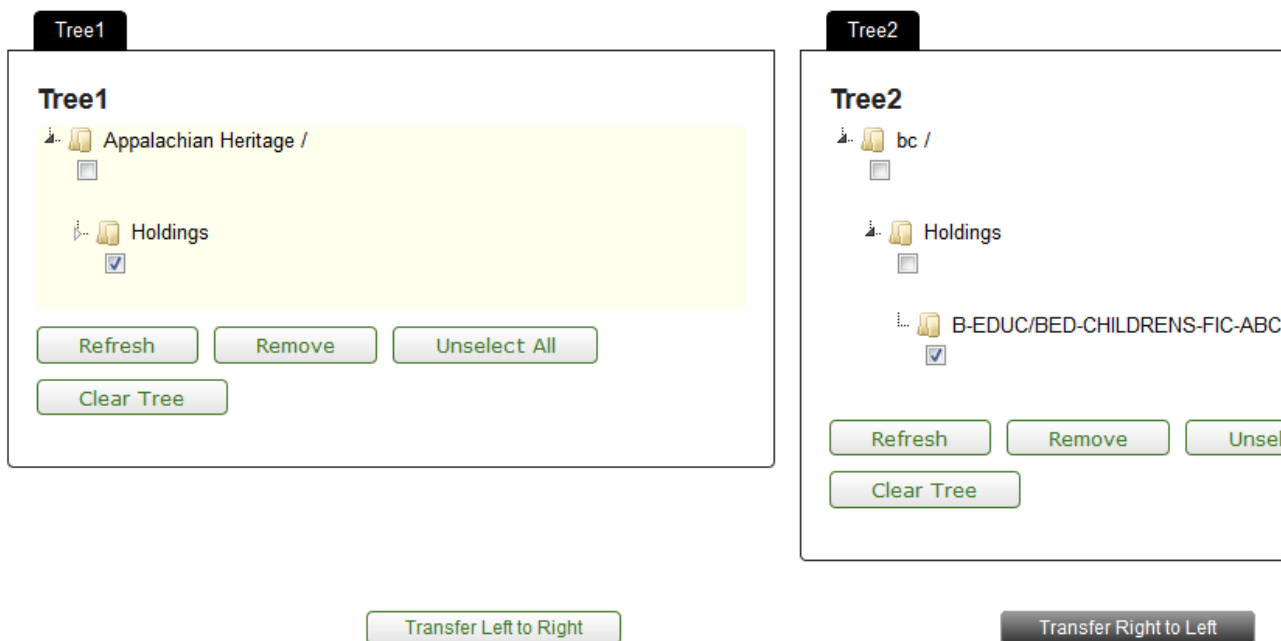 Tree1
Tree1
Appalachian Heritage /
Holdings
Refresh Remove Unselect All
Clear Tree
Tree2
Tree2
bc /
Holdings
B-EDUC/BED-CHILDRENS-FIC-ABC
Refresh Remove Unsel
Clear Tree
Transfer Left to Right
Transfer Right to Left